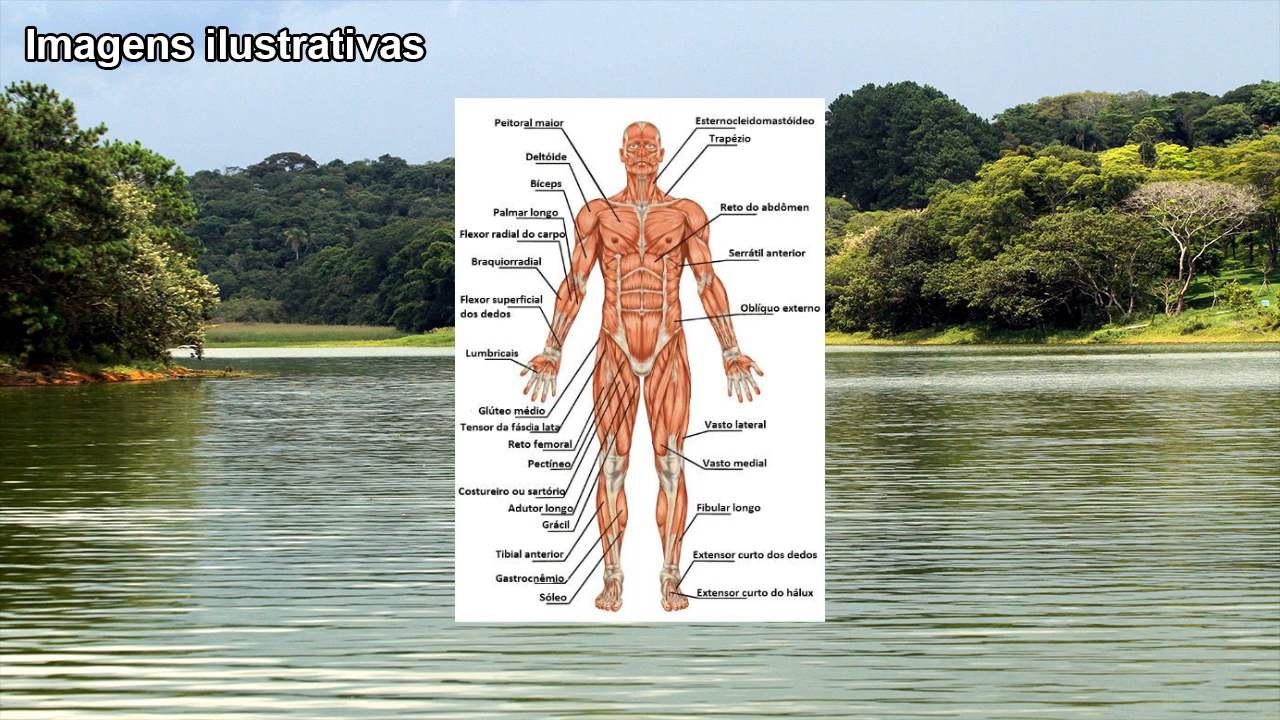 Imagens ilustrativas
Peitoral maior
Deltóide
Bíceps
Palmar longo
Flexor radial do carpo
Braquiorradial
Flexor superficial
dos dedos
Lumbricais
Glúteo médio
Tensor da fáscia lata
Reto femoral
Pectíneo
Costureiro ou sartório
Adutor longo
Grácil
Tibial anterior
Gastrocnêmio
Sóleo
Esternocleidomastóideo
Trapézio
Reto do abdômen
Serrátil anterior
Oblíquo externo
Vasto lateral
Vasto medial
Fibular longo
Extensor curto dos dedos
Extensor curto do hálux